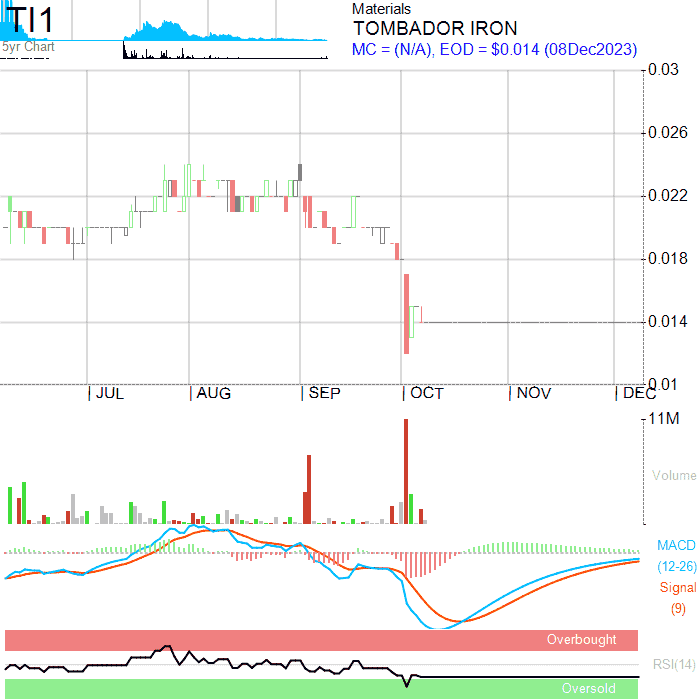 TI1
5yr Chart
Materials
TOMBADOR IRON
MC = (N/A), EOD = $0.014 (08Dec2023)
0.03
0.026
0.022
0.018
0.014
0.01
JUL AUG SEP OCT NOV DEC
11M
Volume
MACD
(12-26)
Signal
(9)
Overbought
RSI(14)
Oversold